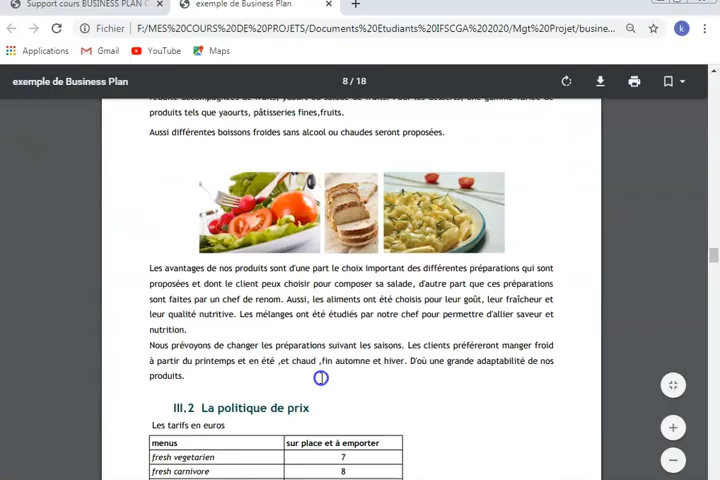 Support cours BUSINESS PLAN C
exemple de Business Plan
Fichier
F:/MES%20COURS%20DE%20PROJETS/Documents%20Etudiants%20IFSCGA%202020/Mgt%20Projet/busine...
k
Applications
Gmail
YouTube
Maps
exemple de Business Plan
8 / 18
produits tels que yaourts, pâtisseries fines,fruits.
Aussi différentes boissons froides sans alcool ou chaudes seront proposées.
Les avantages de nos produits sont d'une part le choix important des différentes préparations qui sont
proposées et dont le client peux choisir pour composer sa salade, d'autre part que ces préparations
sont faites par un chef de renom. Aussi, les aliments ont été choisis pour leur goût, leur fraîcheur et
leur qualité nutritive. Les mélanges ont été étudiés par notre chef pour permettre d'allier saveur et
nutrition.
Nous prévoyons de changer les préparations suivant les saisons. Les clients préféreront manger froid
à partir du printemps et en été ,et chaud ,fin automne et hiver. D'où une grande adaptabilité de nos
produits.
III.2 La politique de prix
Les tarifs en euros
menus sur place et à emporter
fresh vegetarien 7
fresh carnivore 8